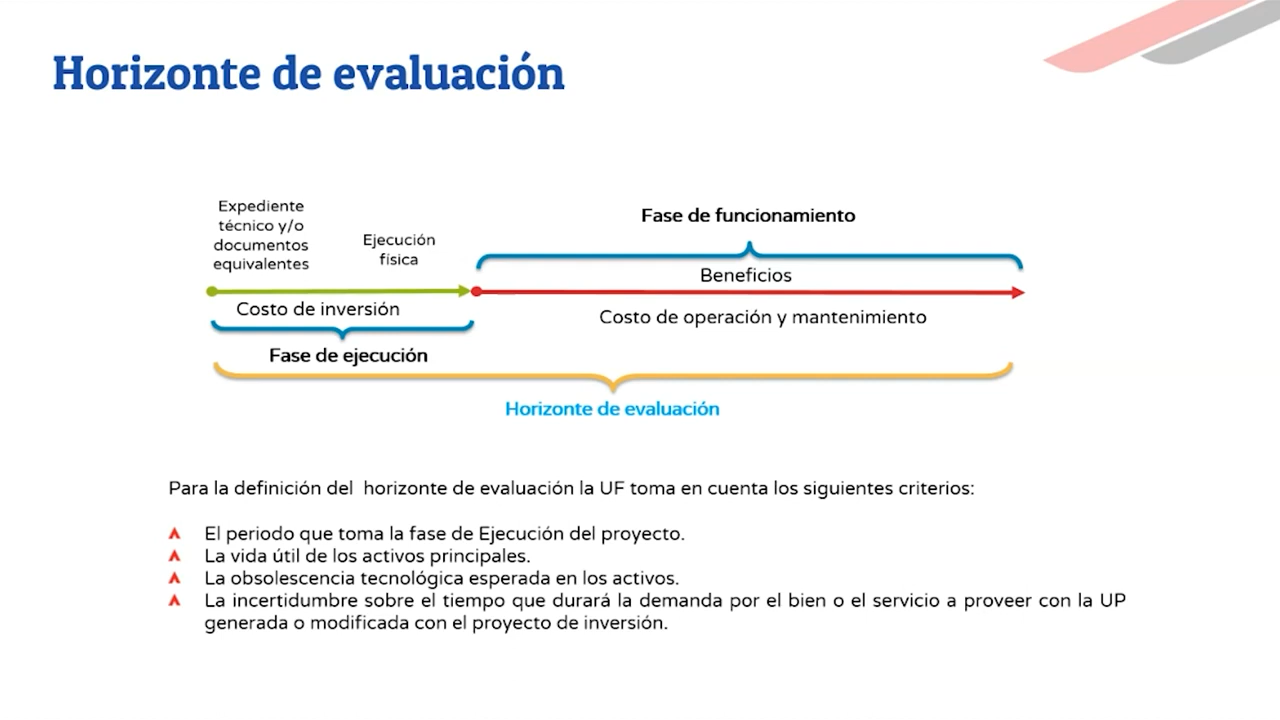 Horizonte de evaluación
Expediente
técnico y/o
documentos
equivalentes
Ejecución
física
Fase de funcionamiento
Beneficios
Costo de inversión
Costo de operación y mantenimiento
Fase de ejecución
Horizonte de evaluación
Para la definición del horizonte de evaluación la UF toma en cuenta los siguientes criterios:
El periodo que toma la fase de Ejecución del proyecto.
La vida útil de los activos principales.
La obsolescencia tecnológica esperada en los activos.
La incertidumbre sobre el tiempo que durará la demanda por el bien o el servicio a proveer con la UP
generada o modificada con el proyecto de inversión.